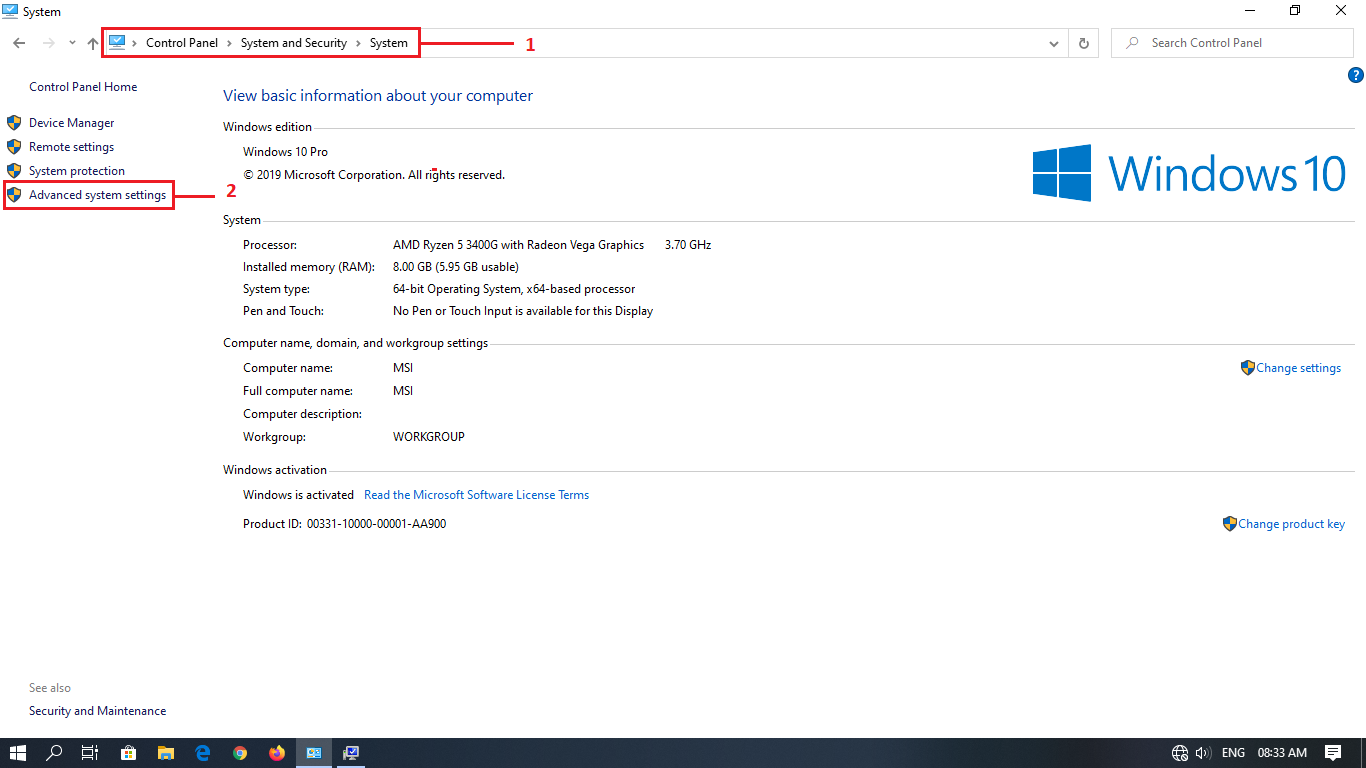 System
Control Panel > System and Security > System
1
Search Control Panel
?
Control Panel Home
Device Manager
Remote settings
System protection
Advanced system settings
2
View basic information about your computer
Windows edition
Windows 10 Pro
© 2019 Microsoft Corporation. All rights reserved.
Windows 10
System
Processor: AMD Ryzen 5 3400G with Radeon Vega Graphics 3.70 GHz
Installed memory (RAM): 8.00 GB (5.95 GB usable)
System type: 64-bit Operating System, x64-based processor
Pen and Touch: No Pen or Touch Input is available for this Display
Computer name, domain, and workgroup settings
Computer name: MSI
Change settings
Full computer name: MSI
Computer description:
Workgroup: WORKGROUP
Windows activation
Windows is activated Read the Microsoft Software License Terms
Product ID: 00331-10000-00001-AA900
Change product key
See also
Security and Maintenance
ENG 08:33 AM